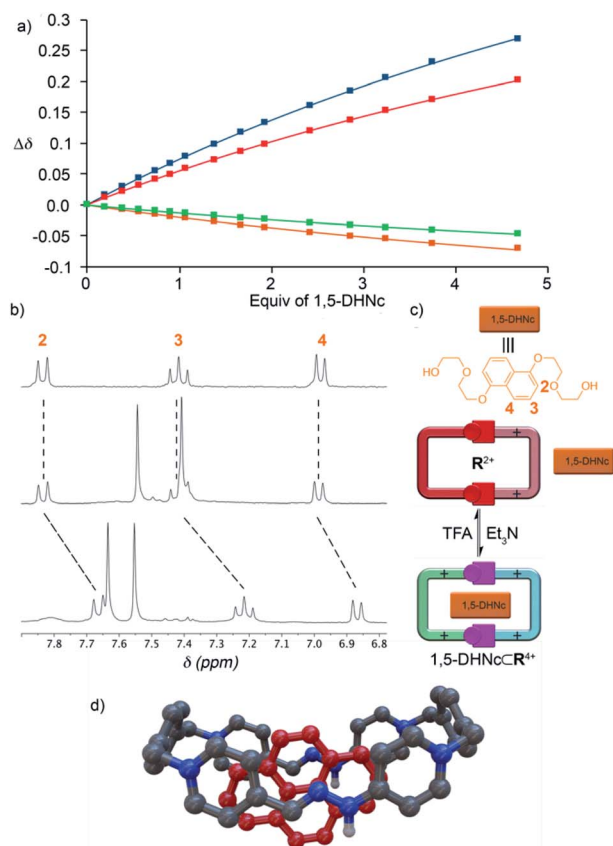 a)
0.3
0.25
0.2
0.15
Δδ
0.1
0.05
0.0
-0.05
-0.1
0 1 2 3 4 5
Equiv of 1,5-DHNc
b)
2 3 4
7.8 7.7 7.6 7.5 7.4 7.3 7.2 7.1 7.0 6.9 6.8
δ (ppm)
c)
1,5-DHNc
HO O O O 2 O OH
4 3
+
R2+
1,5-DHNc
+
TFA Et3N
+ +
1,5-DHNc
+ +
1,5-DHNc⊂R4+
d)